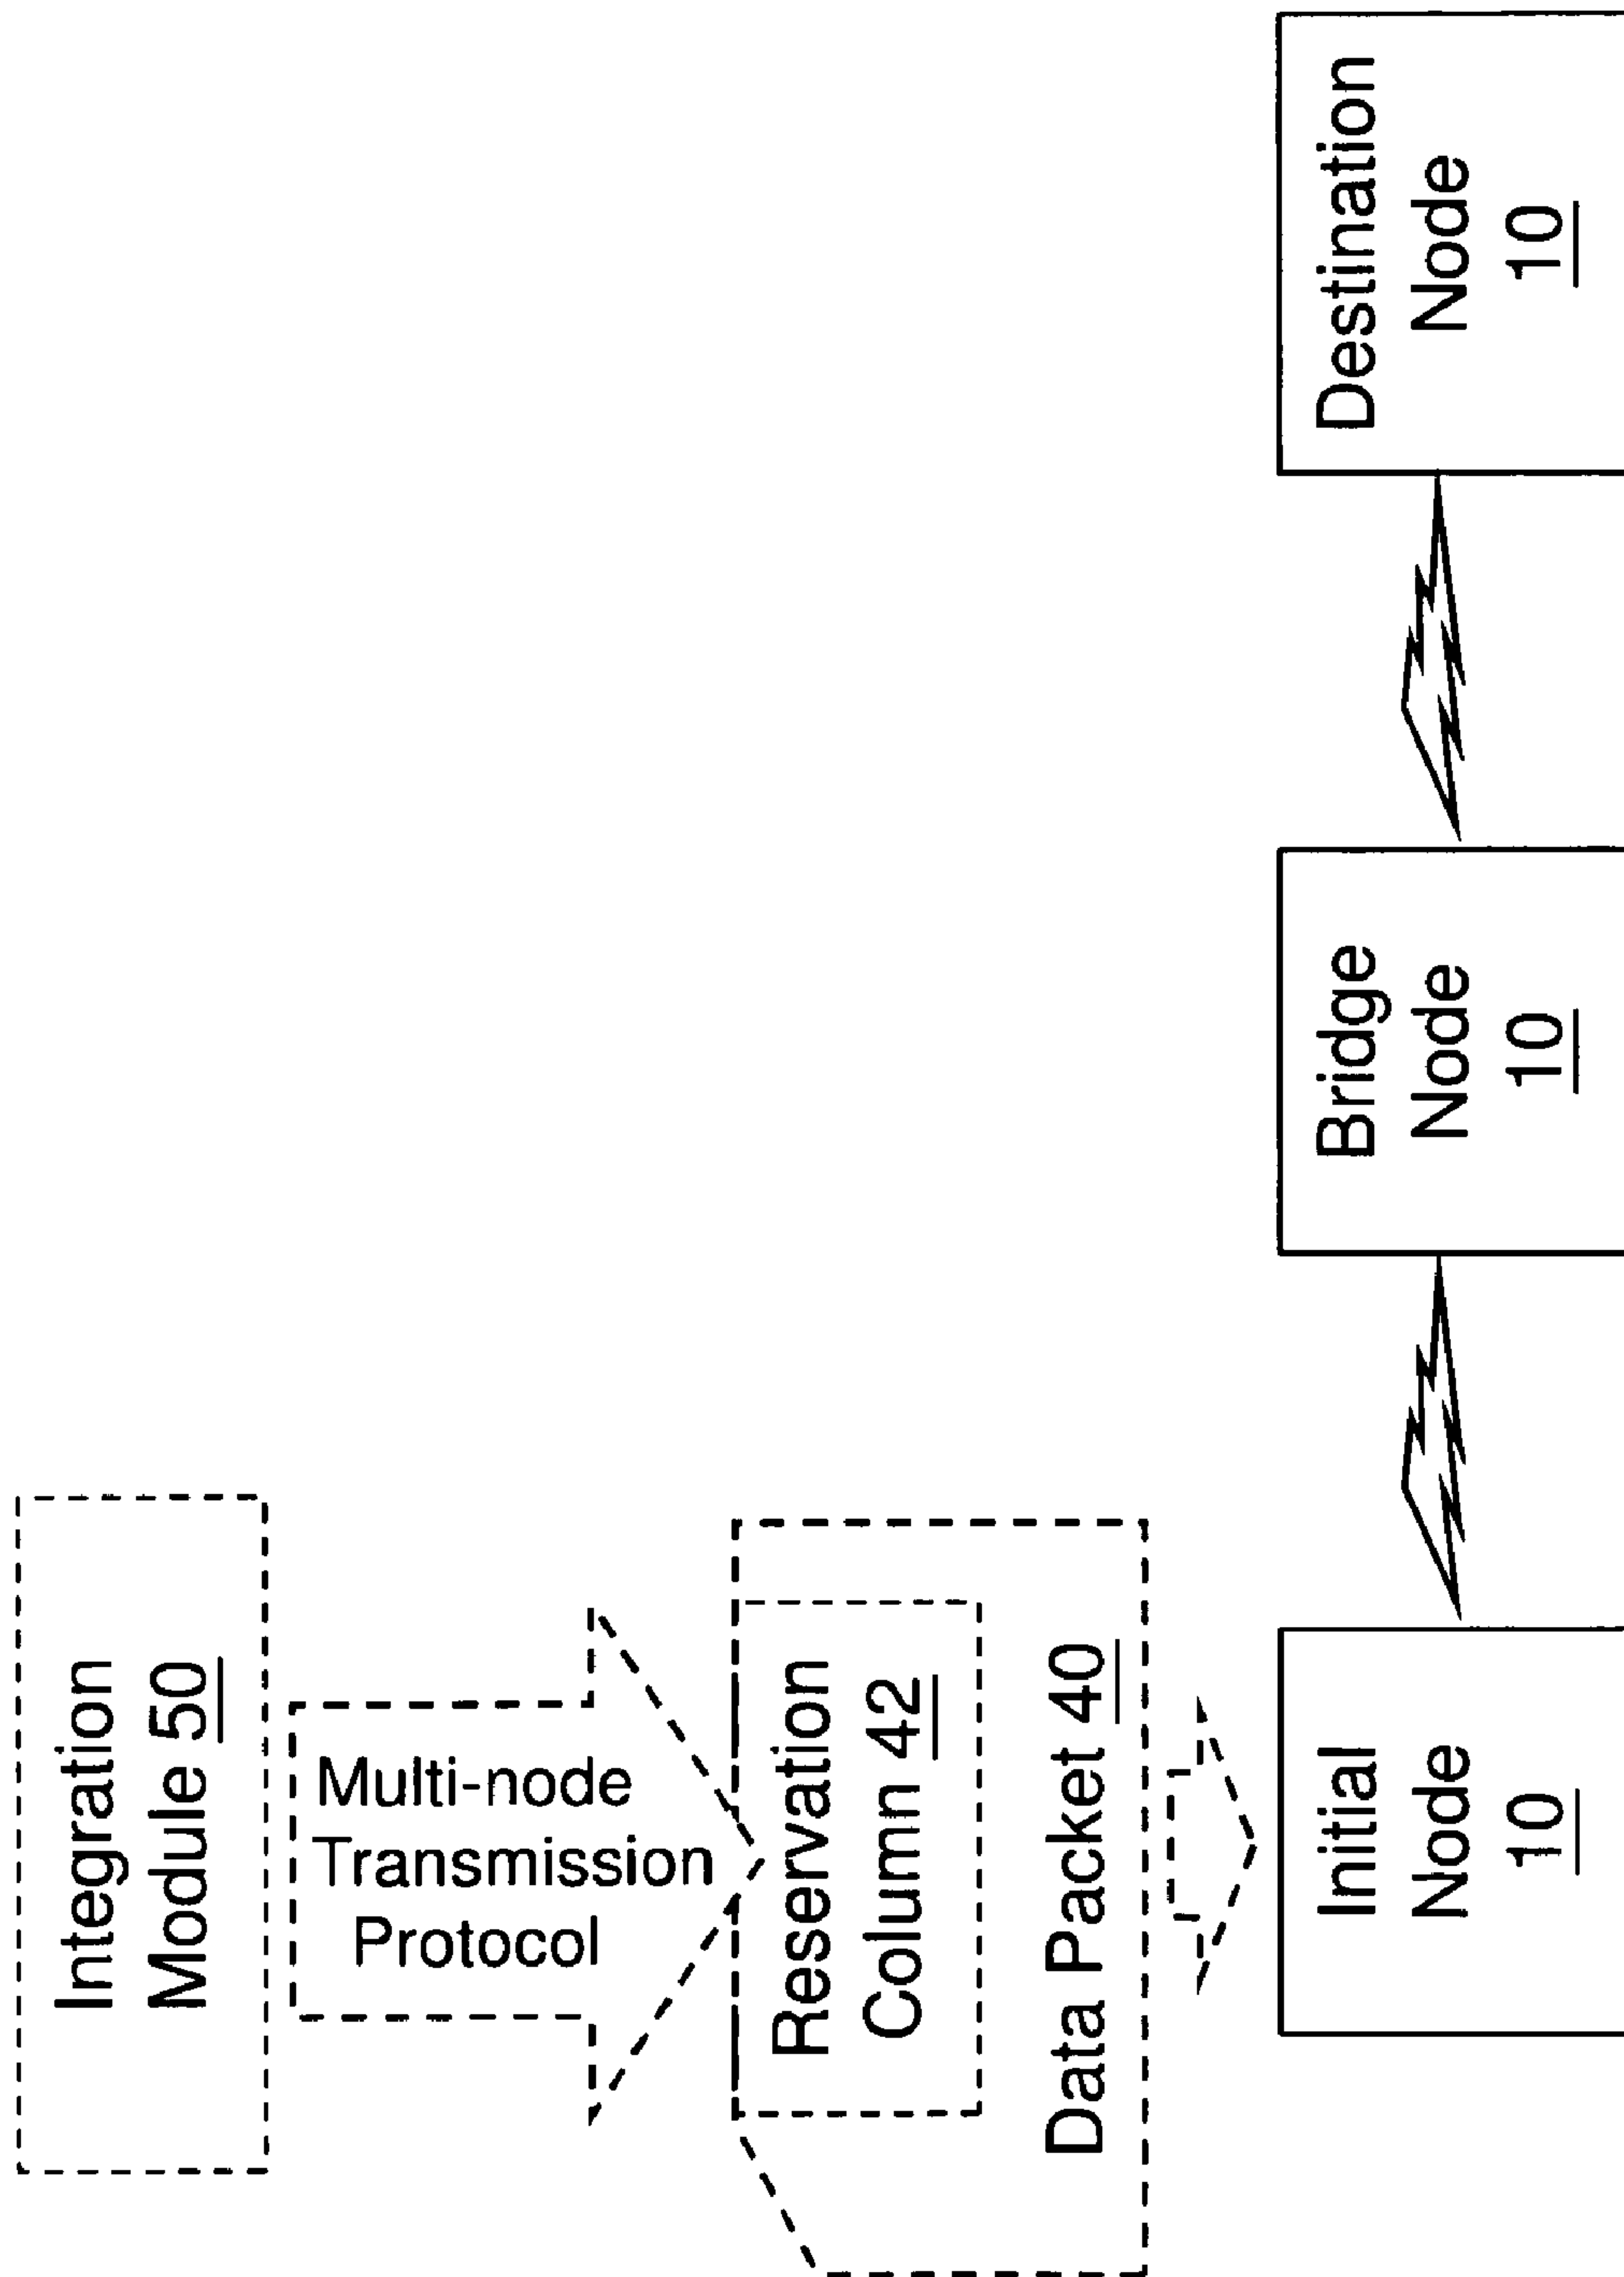 Integration
Module 50
Multi-node
Transmission
Protocol
Reservation
Column 42
Data Packet 40
Initial
Node
10
Bridge
Node
10
Destination
Node
10